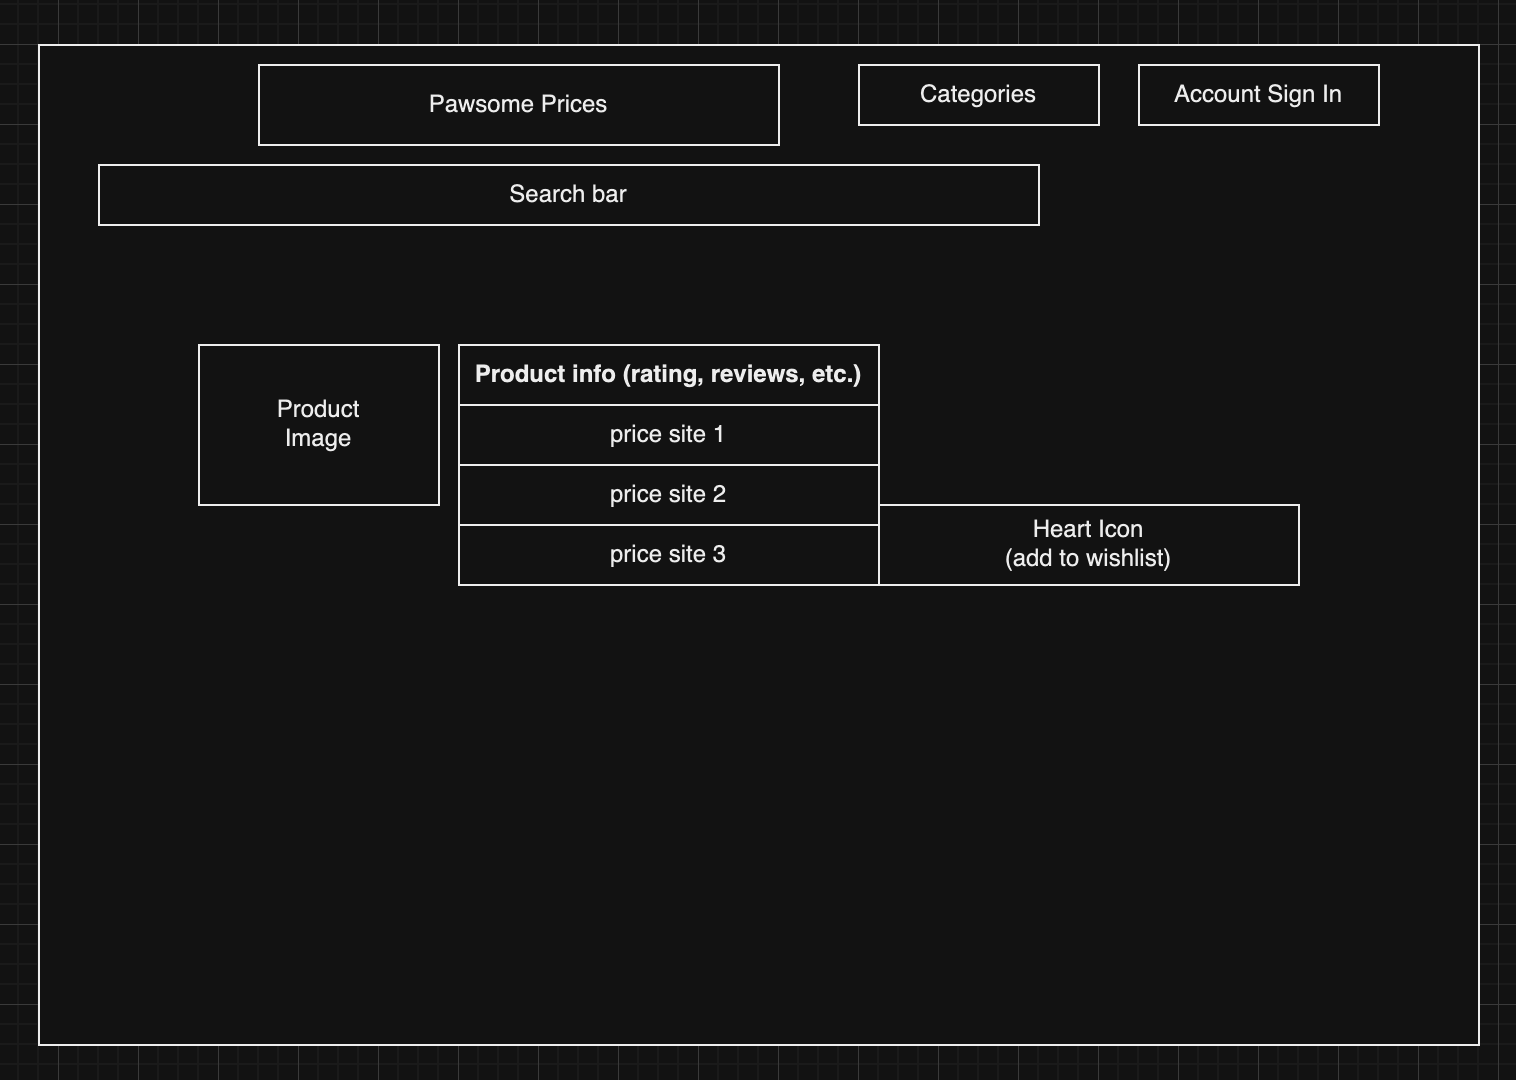 Pawsome Prices
Categories
Account Sign In
Search bar
Product
Image
Product info (rating, reviews, etc.)
price site 1
price site 2
price site 3
Heart Icon
(add to wishlist)